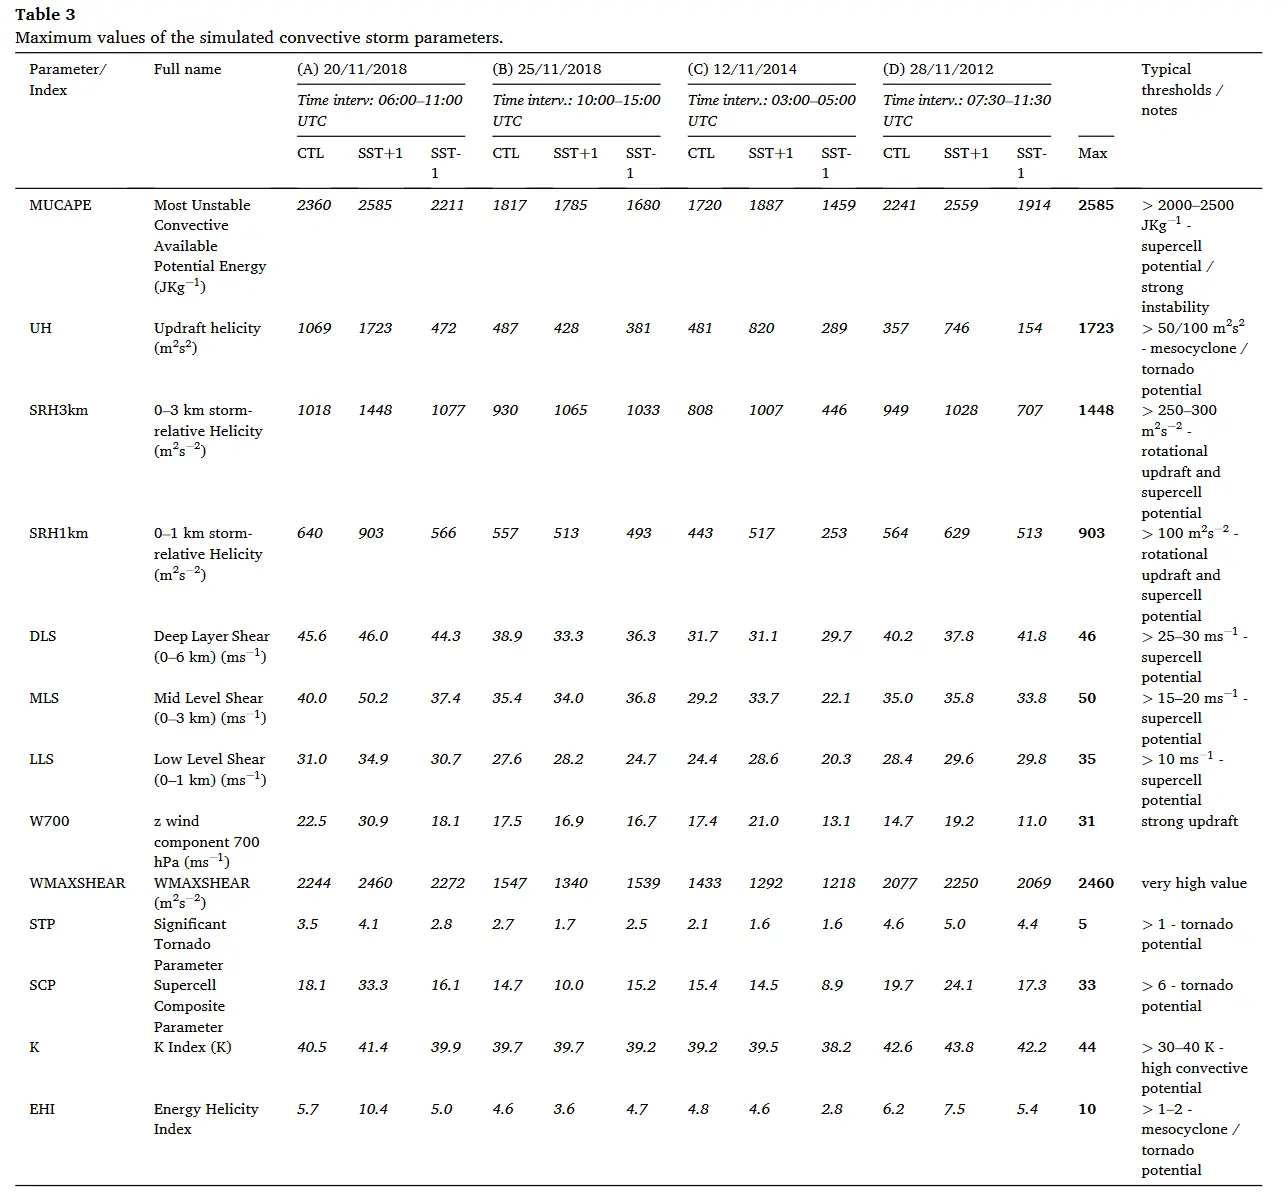 Table 3
Maximum values of the simulated convective storm parameters.
Parameter/ Full name (A) 20/11/2018 (B) 25/11/2018 (C) 12/11/2014 (D) 28/11/2012 Typical
Index thresholds /
Time interv: 06:00–11:00 Time interv.: 10:00–15:00 Time interv.: 03:00–05:00 Time interv.: 07:30–11:30 notes
UTC UTC UTC UTC
CTL SST+1 SST- CTL SST+1 SST- CTL SST+1 SST- CTL SST+1 SST- Max
1 1 1 1
MUCAPE Most Unstable 2360 2585 2211 1817 1785 1680 1720 1887 1459 2241 2559 1914 2585 > 2000–2500
Convective JKg⁻¹ -
Available supercell
Potential Energy potential /
(JKg⁻¹) strong
instability
UH Updraft helicity 1069 1723 472 487 428 381 481 820 289 357 746 154 1723 > 50/100 m²s²
(m²s²) - mesocyclone /
tornado
potential
SRH3km 0–3 km storm- 1018 1448 1077 930 1065 1033 808 1007 446 949 1028 707 1448 > 250–300
relative Helicity m²s⁻² -
(m²s⁻²) rotational
updraft and
supercell
potential
SRH1km 0–1 km storm- 640 903 566 557 513 493 443 517 253 564 629 513 903 > 100 m²s⁻² -
relative Helicity rotational
(m²s⁻²) updraft and
supercell
potential
DLS Deep Layer Shear 45.6 46.0 44.3 38.9 33.3 36.3 31.7 31.1 29.7 40.2 37.8 41.8 46 > 25–30 ms⁻¹ -
(0–6 km) (ms⁻¹) supercell
potential
MLS Mid Level Shear 40.0 50.2 37.4 35.4 34.0 36.8 29.2 33.7 22.1 35.0 35.8 33.8 50 > 15–20 ms⁻¹ -
(0–3 km) (ms⁻¹) supercell
potential
LLS Low Level Shear 31.0 34.9 30.7 27.6 28.2 24.7 24.4 28.6 20.3 28.4 29.6 29.8 35 > 10 ms⁻¹ -
(0–1 km) (ms⁻¹) supercell
potential
W700 z wind 22.5 30.9 18.1 17.5 16.9 16.7 17.4 21.0 13.1 14.7 19.2 11.0 31 strong updraft
component 700
hPa (ms⁻¹)
WMAXSHEAR WMAXSHEAR 2244 2460 2272 1547 1340 1539 1433 1292 1218 2077 2250 2069 2460 very high value
(m²s⁻²)
STP Significant 3.5 4.1 2.8 2.7 1.7 2.5 2.1 1.6 1.6 4.6 5.0 4.4 5 > 1 - tornado
Tornado potential
Parameter
SCP Supercell 18.1 33.3 16.1 14.7 10.0 15.2 15.4 14.5 8.9 19.7 24.1 17.3 33 > 6 - tornado
Composite potential
Parameter
K K Index (K) 40.5 41.4 39.9 39.7 39.7 39.2 39.2 39.5 38.2 42.6 43.8 42.2 44 > 30–40 K -
high convective
potential
EHI Energy Helicity 5.7 10.4 5.0 4.6 3.6 4.7 4.8 4.6 2.8 6.2 7.5 5.4 10 > 1–2 -
Index mesocyclone /
tornado
potential